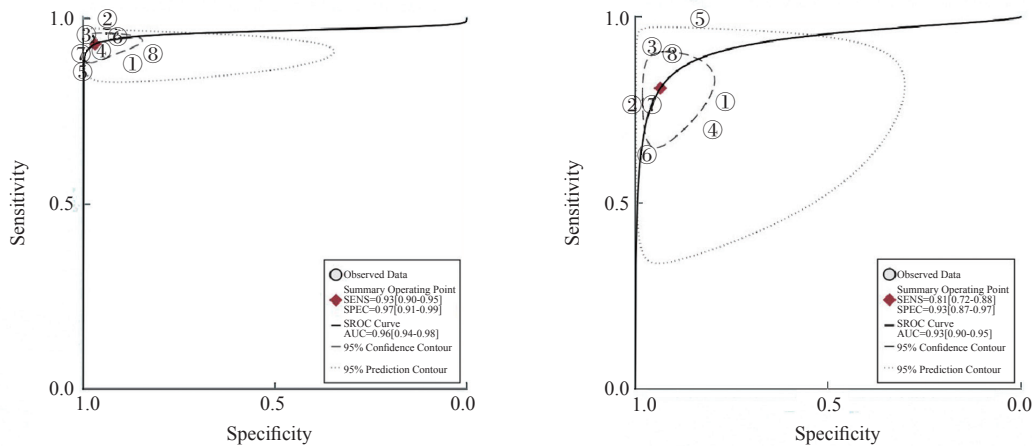 1.0
②
③
⑥
⑦
④
⑧
①
⑤
0.5
0.0
Sensitivity
1.0
0.5
0.0
Specificity
Observed Data
Summary Operating Point
SENS=0.93[0.90-0.95]
SPEC=0.97[0.91-0.99]
SROC Curve
AUC=0.96[0.94-0.98]
95% Confidence Contour
95% Prediction Contour
1.0
⑤
③
⑧
②
⑦
①
④
⑥
0.5
0.0
Sensitivity
1.0
0.5
0.0
Specificity
Observed Data
Summary Operating Point
SENS=0.81[0.72-0.88]
SPEC=0.93[0.87-0.97]
SROC Curve
AUC=0.93[0.90-0.95]
95% Confidence Contour
95% Prediction Contour